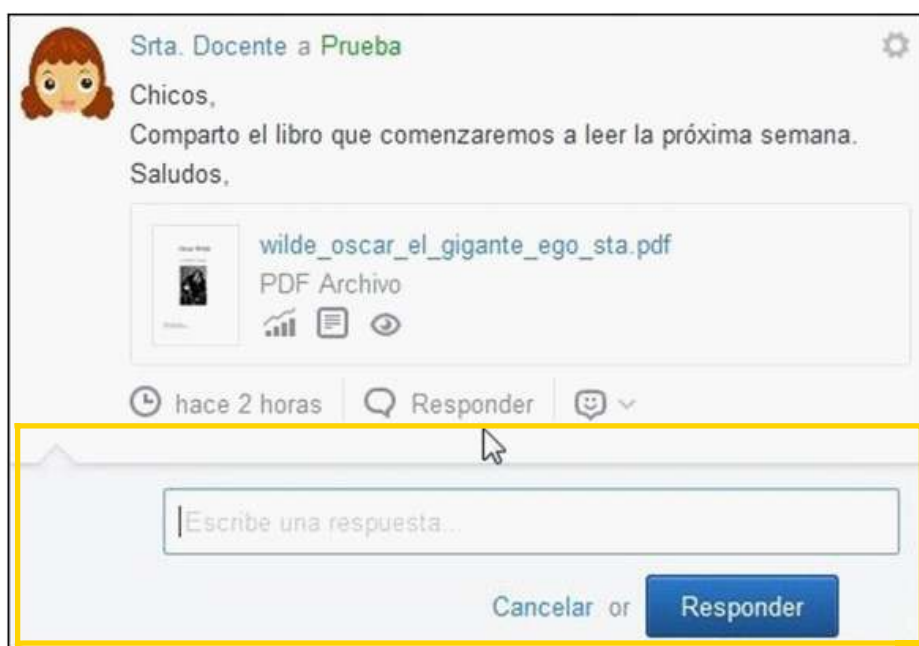 Srta. Docente a Prueba
Chicos,
Comparto el libro que comenzaremos a leer la próxima semana.
Saludos,
wilde_oscar_el_gigante_ego_sta.pdf
PDF Archivo
hace 2 horas Responder
Escribe una respuesta...
Cancelar or Responder